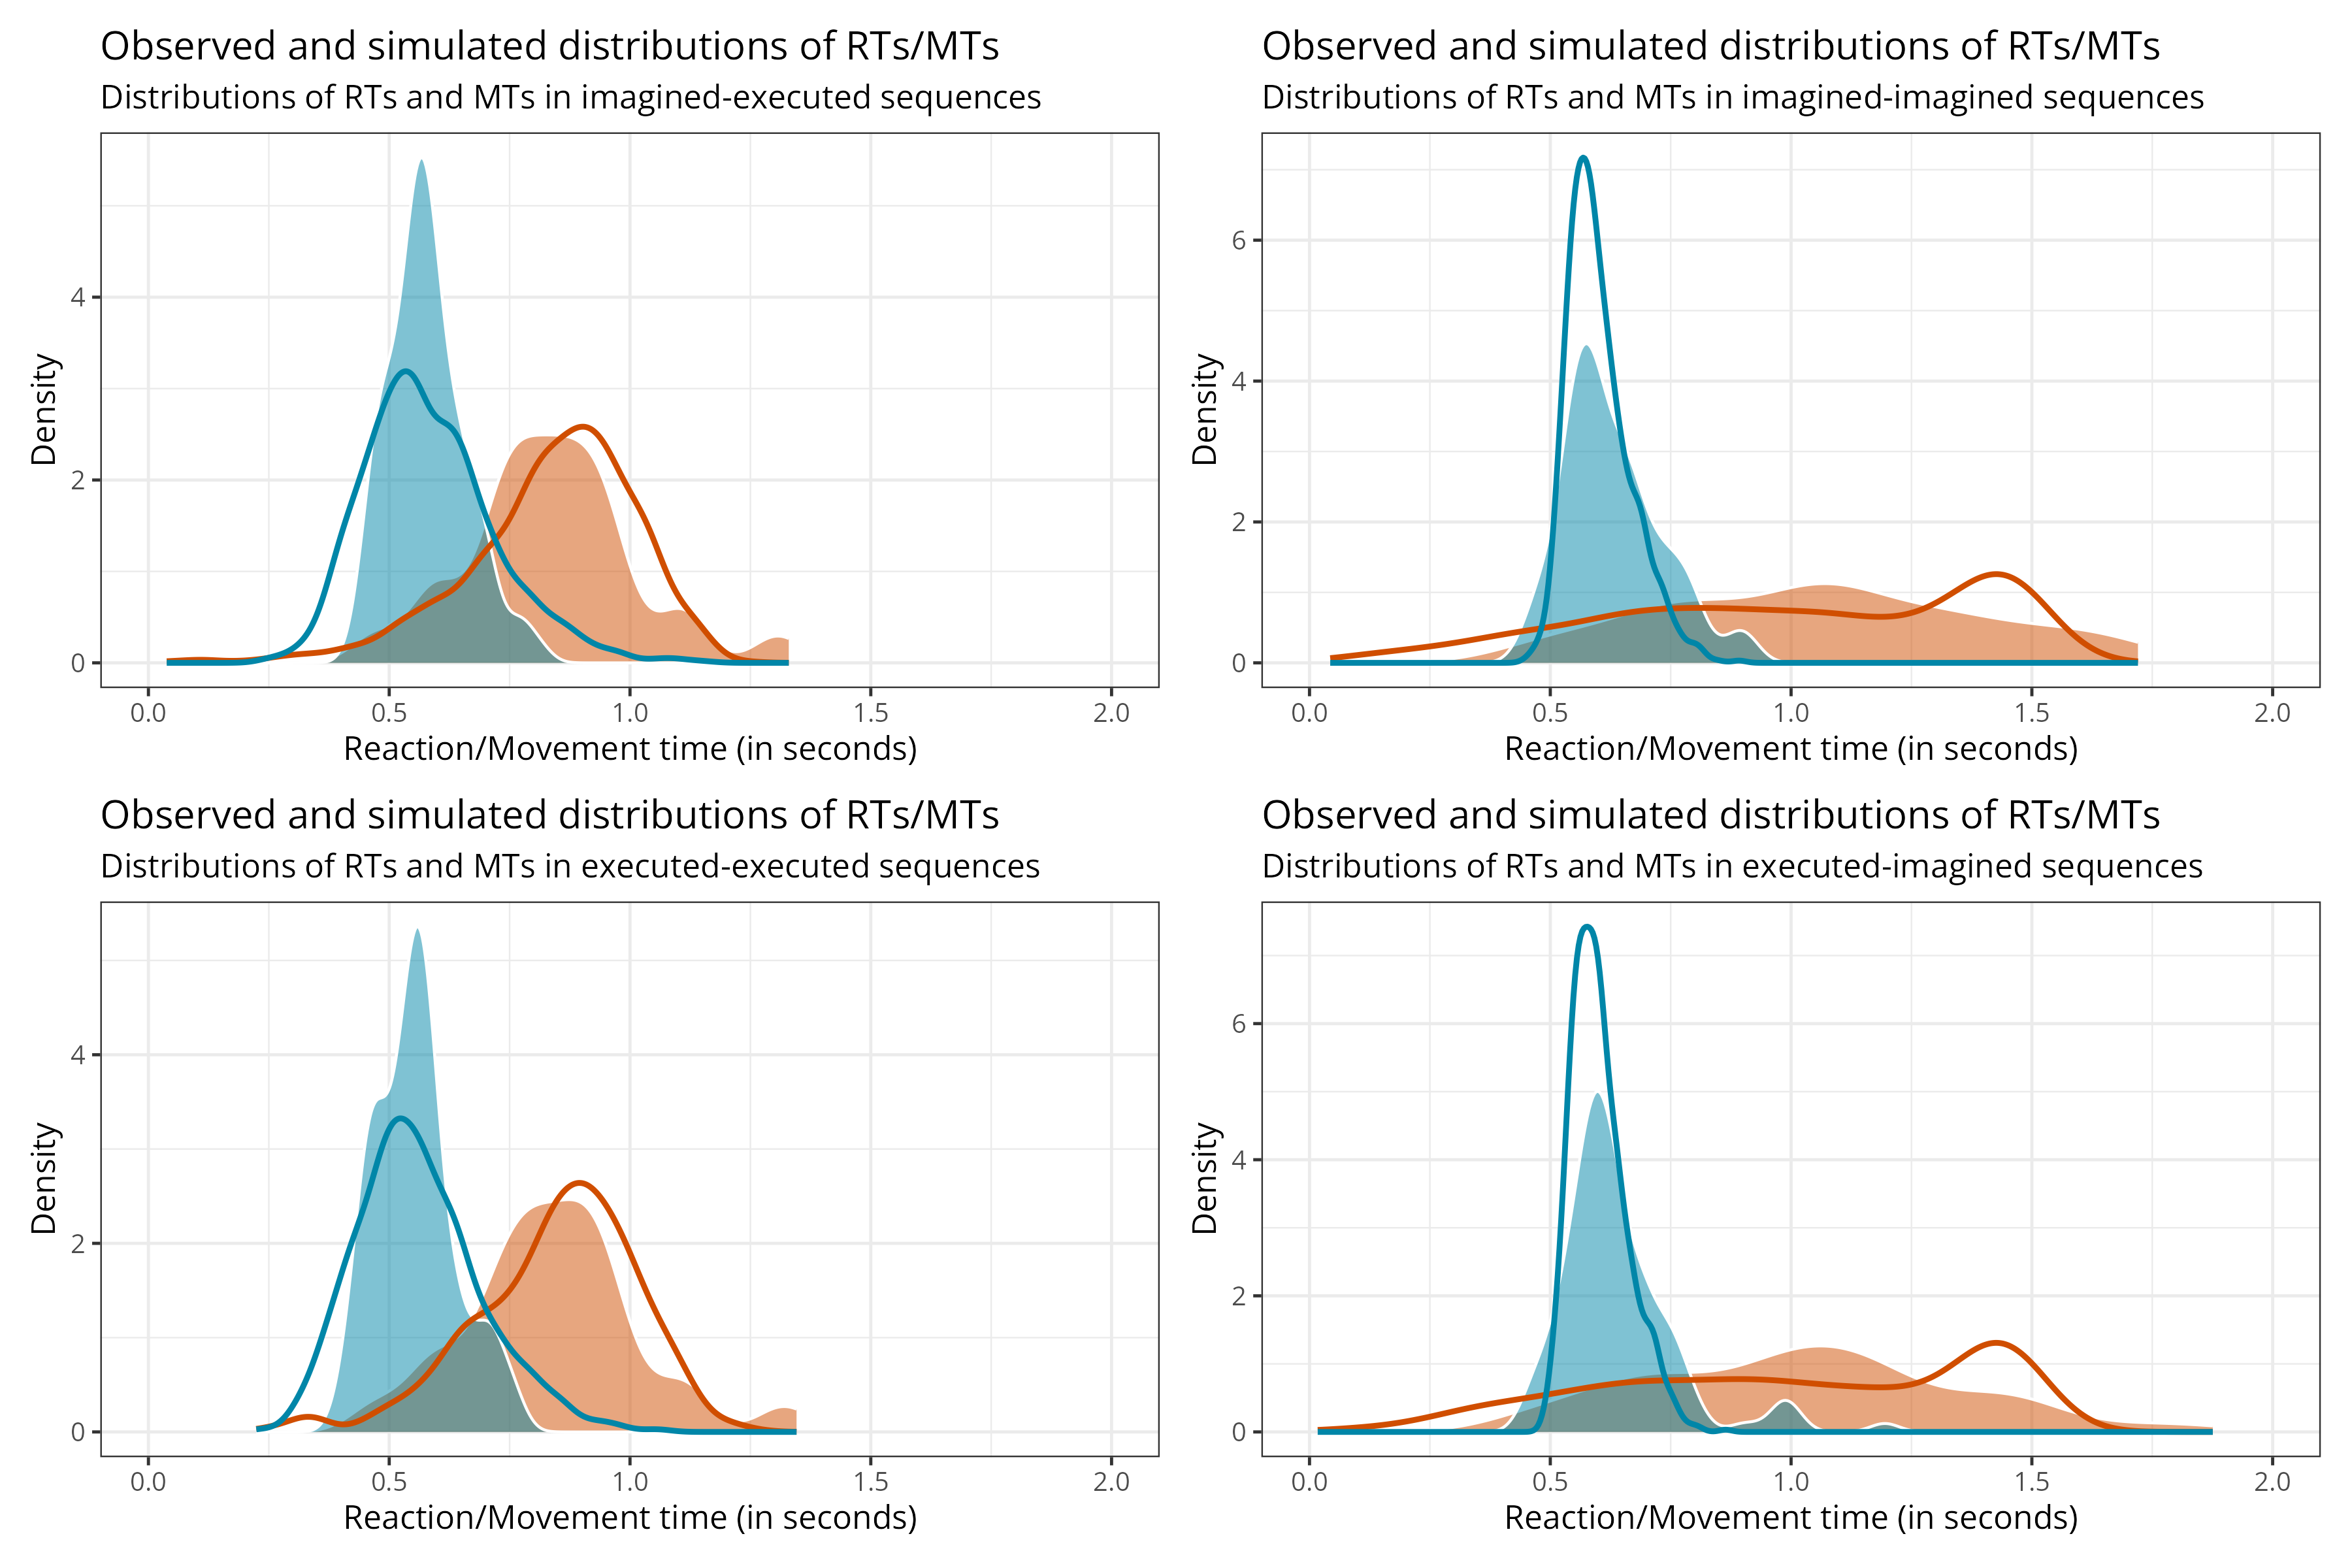 Observed and simulated distributions of RTs/MTs
Distributions of RTs and MTs in imagined-executed sequences
Density
4
2
0
0.0 0.5 1.0 1.5 2.0
Reaction/Movement time (in seconds)
Observed and simulated distributions of RTs/MTs
Distributions of RTs and MTs in imagined-imagined sequences
Density
6
4
2
0
0.0 0.5 1.0 1.5 2.0
Reaction/Movement time (in seconds)
Observed and simulated distributions of RTs/MTs
Distributions of RTs and MTs in executed-executed sequences
Density
4
2
0
0.0 0.5 1.0 1.5 2.0
Reaction/Movement time (in seconds)
Observed and simulated distributions of RTs/MTs
Distributions of RTs and MTs in executed-imagined sequences
Density
6
4
2
0
0.0 0.5 1.0 1.5 2.0
Reaction/Movement time (in seconds)